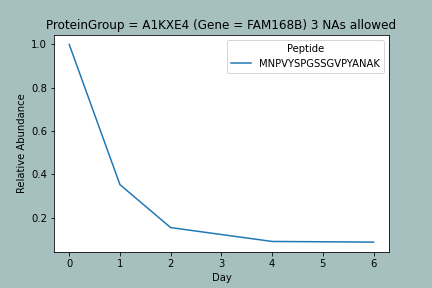 ProteinGroup = A1KXE4 (Gene = FAM168B) 3 NAs allowed
Peptide
MNPVYSPGSSGVPYANAK
1.0
0.8
0.6
0.4
0.2
Relative Abundance
0 1 2 3 4 5 6
Day